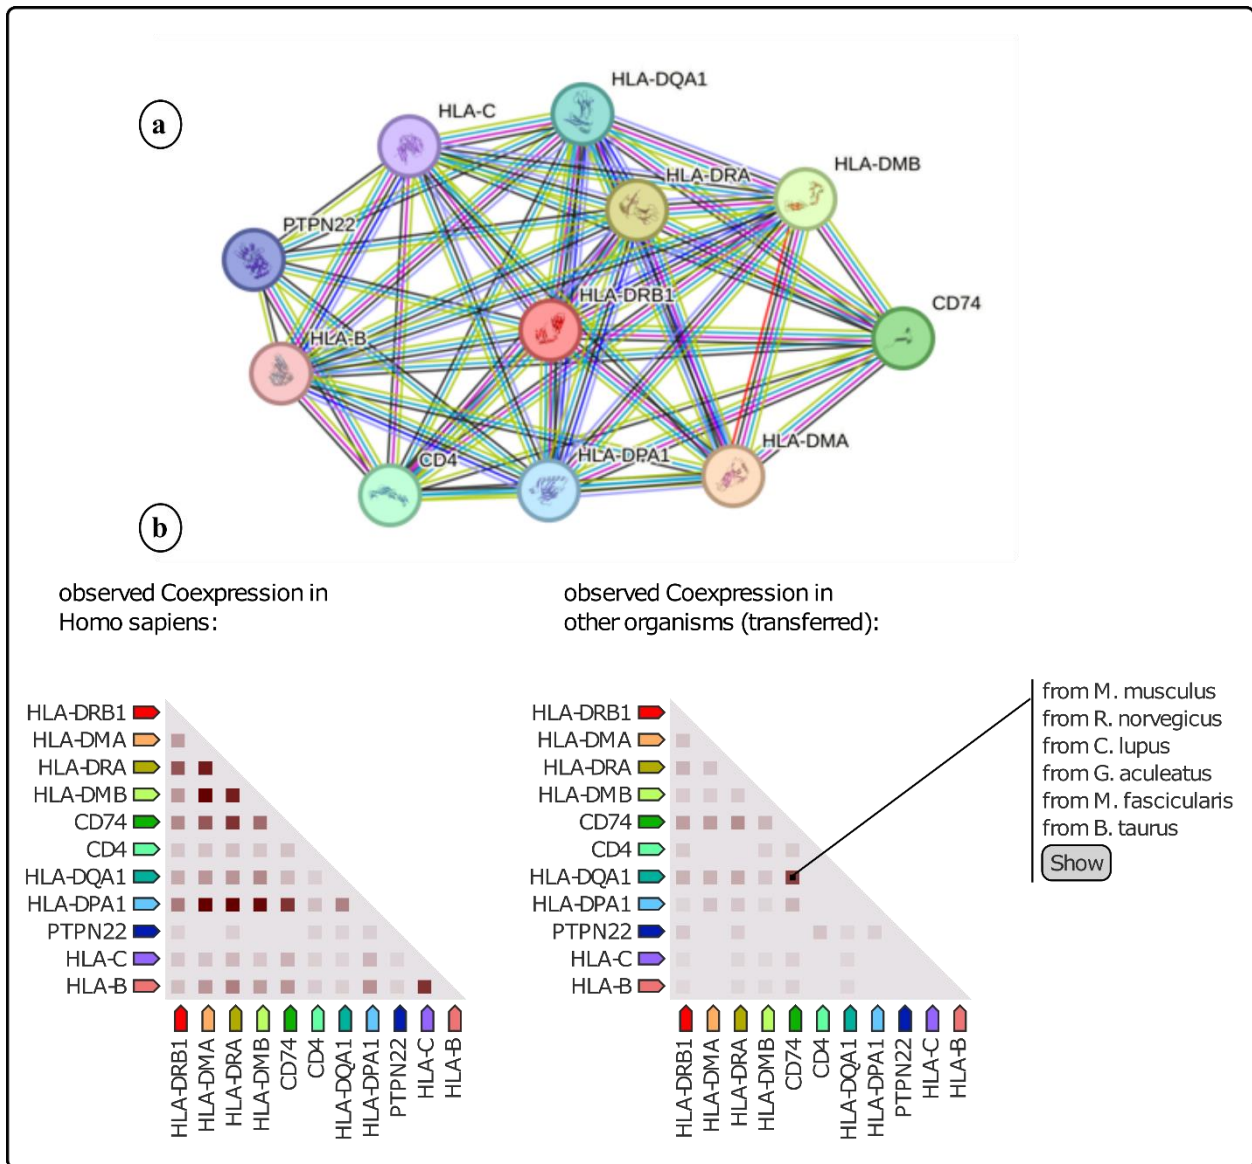 a
HLA-DQA1
HLA-C
HLA-DMB
HLA-DRA
PTPN22
HLA-DRB1
CD74
HLA-B
HLA-DMA
CD4
HLA-DPA1
b
observed Coexpression in
Homo sapiens:
HLA-DRB1
HLA-DMA
HLA-DRA
HLA-DMB
CD74
CD4
HLA-DQA1
HLA-DPA1
PTPN22
HLA-C
HLA-B
HLA-DRB1
HLA-DMA
HLA-DRA
HLA-DMB
CD74
CD4
HLA-DQA1
HLA-DPA1
PTPN22
HLA-C
HLA-B
observed Coexpression in
other organisms (transferred):
HLA-DRB1
HLA-DMA
HLA-DRA
HLA-DMB
CD74
CD4
HLA-DQA1
HLA-DPA1
PTPN22
HLA-C
HLA-B
HLA-DRB1
HLA-DMA
HLA-DRA
HLA-DMB
CD74
CD4
HLA-DQA1
HLA-DPA1
PTPN22
HLA-C
HLA-B
from M. musculus
from R. norvegicus
from C. lupus
from G. aculeatus
from M. fascicularis
from B. taurus
Show